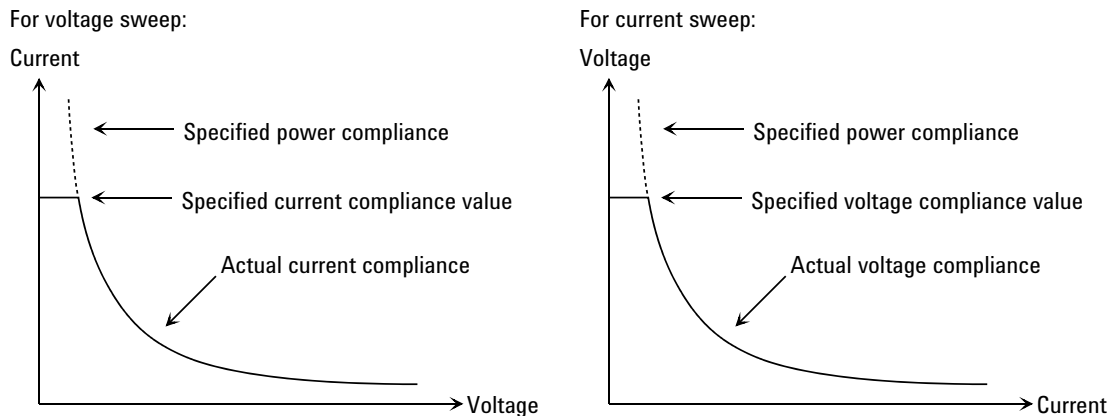 For voltage sweep:
Current
Specified power compliance
Specified current compliance value
Actual current compliance
Voltage
For current sweep:
Voltage
Specified power compliance
Specified voltage compliance value
Actual voltage compliance
Current